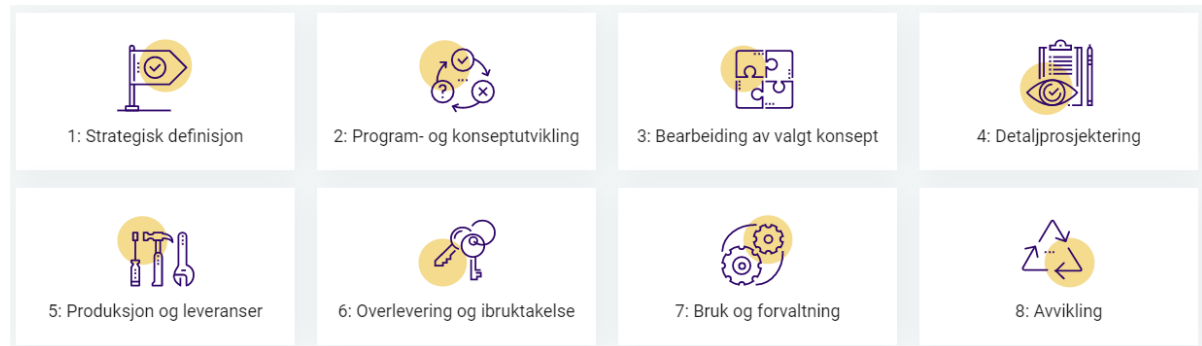 1: Strategisk definisjon
2: Program- og konseptutvikling
3: Bearbeiding av valgt konsept
4: Detaljprosjektering
5: Produksjon og leveranser
6: Overlevering og ibruktakelse
7: Bruk og forvaltning
8: Avvikling